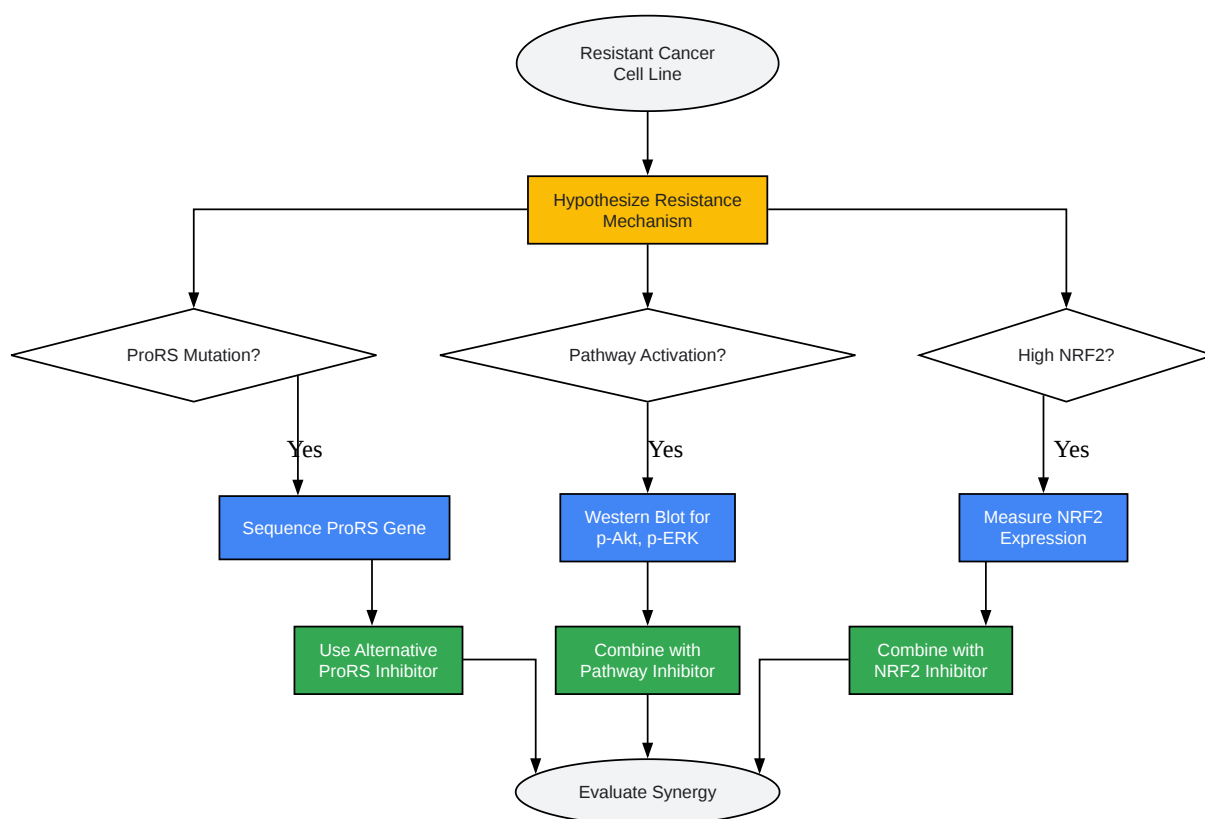 Resistant Cancer
Cell Line
Hypothesize Resistance
Mechanism
ProRS Mutation?
Pathway Activation?
High NRF2?
Yes
Yes
Yes
Sequence ProRS Gene
Western Blot for
p-Akt, p-ERK
Measure NRF2
Expression
Use Alternative
ProRS Inhibitor
Combine with
Pathway Inhibitor
Combine with
NRF2 Inhibitor
Evaluate Synergy